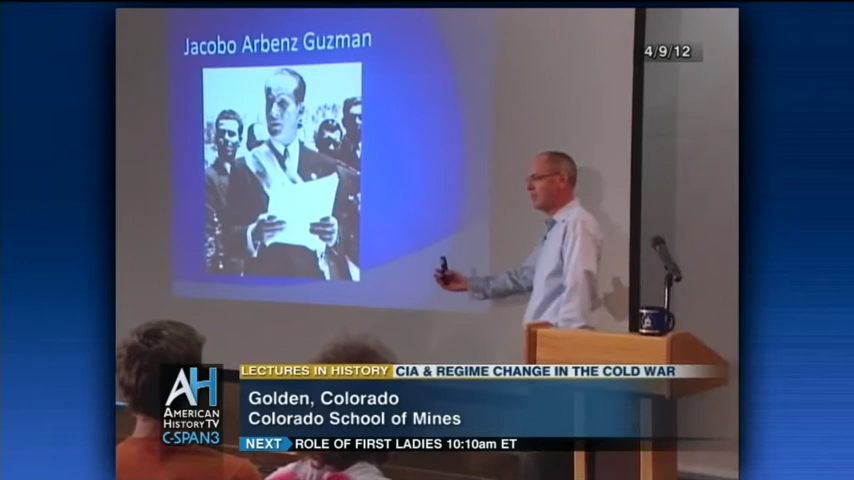 Jacobo Arbenz Guzman
4/9/12
LECTURES IN HISTORY CIA & REGIME CHANGE IN THE COLD WAR
Golden, Colorado
Colorado School of Mines
AH
AMERICAN
HISTORY TV
C-SPAN3
NEXT ROLE OF FIRST LADIES 10:10am ET